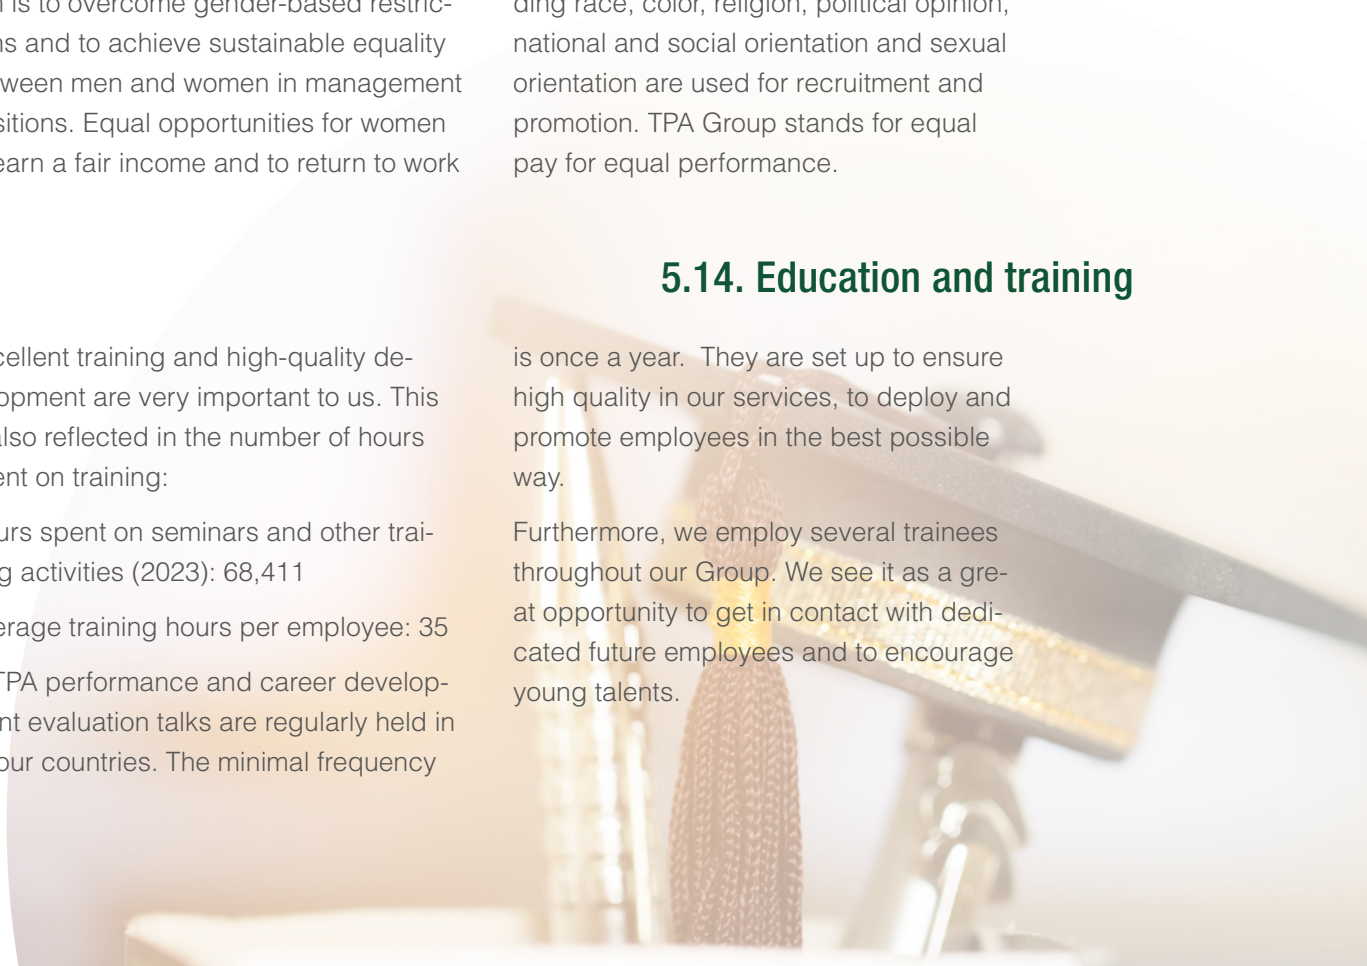 is to overcome gender-based restric-
ns and to achieve sustainable equality
ween men and women in management
sitions. Equal opportunities for women
earn a fair income and to return to work
ding race, color, religion, political opinion,
national and social orientation and sexual
orientation are used for recruitment and
promotion. TPA Group stands for equal
pay for equal performance.
5.14. Education and training
cellent training and high-quality de-
opment are very important to us. This
also reflected in the number of hours
ent on training:
urs spent on seminars and other trai-
g activities (2023): 68,411
erage training hours per employee: 35
TPA performance and career develop-
nt evaluation talks are regularly held in
our countries. The minimal frequency
is once a year. They are set up to ensure
high quality in our services, to deploy and
promote employees in the best possible
way.
Furthermore, we employ several trainees
throughout our Group. We see it as a gre-
at opportunity to get in contact with dedi-
cated future employees and to encourage
young talents.